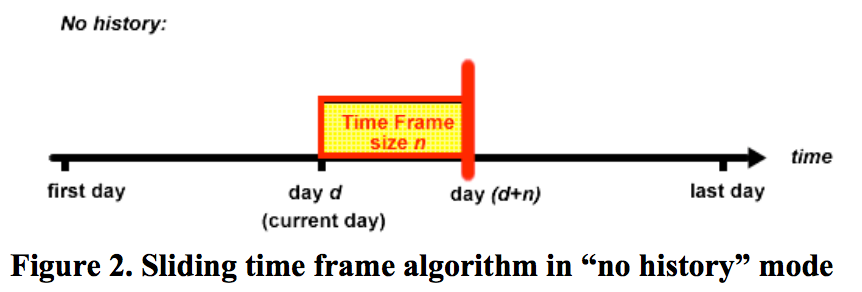 No history:
Time Frame
size n
time
first day
day d
(current day)
day (d+n)
last day
Figure 2. Sliding time frame algorithm in “no history” mode